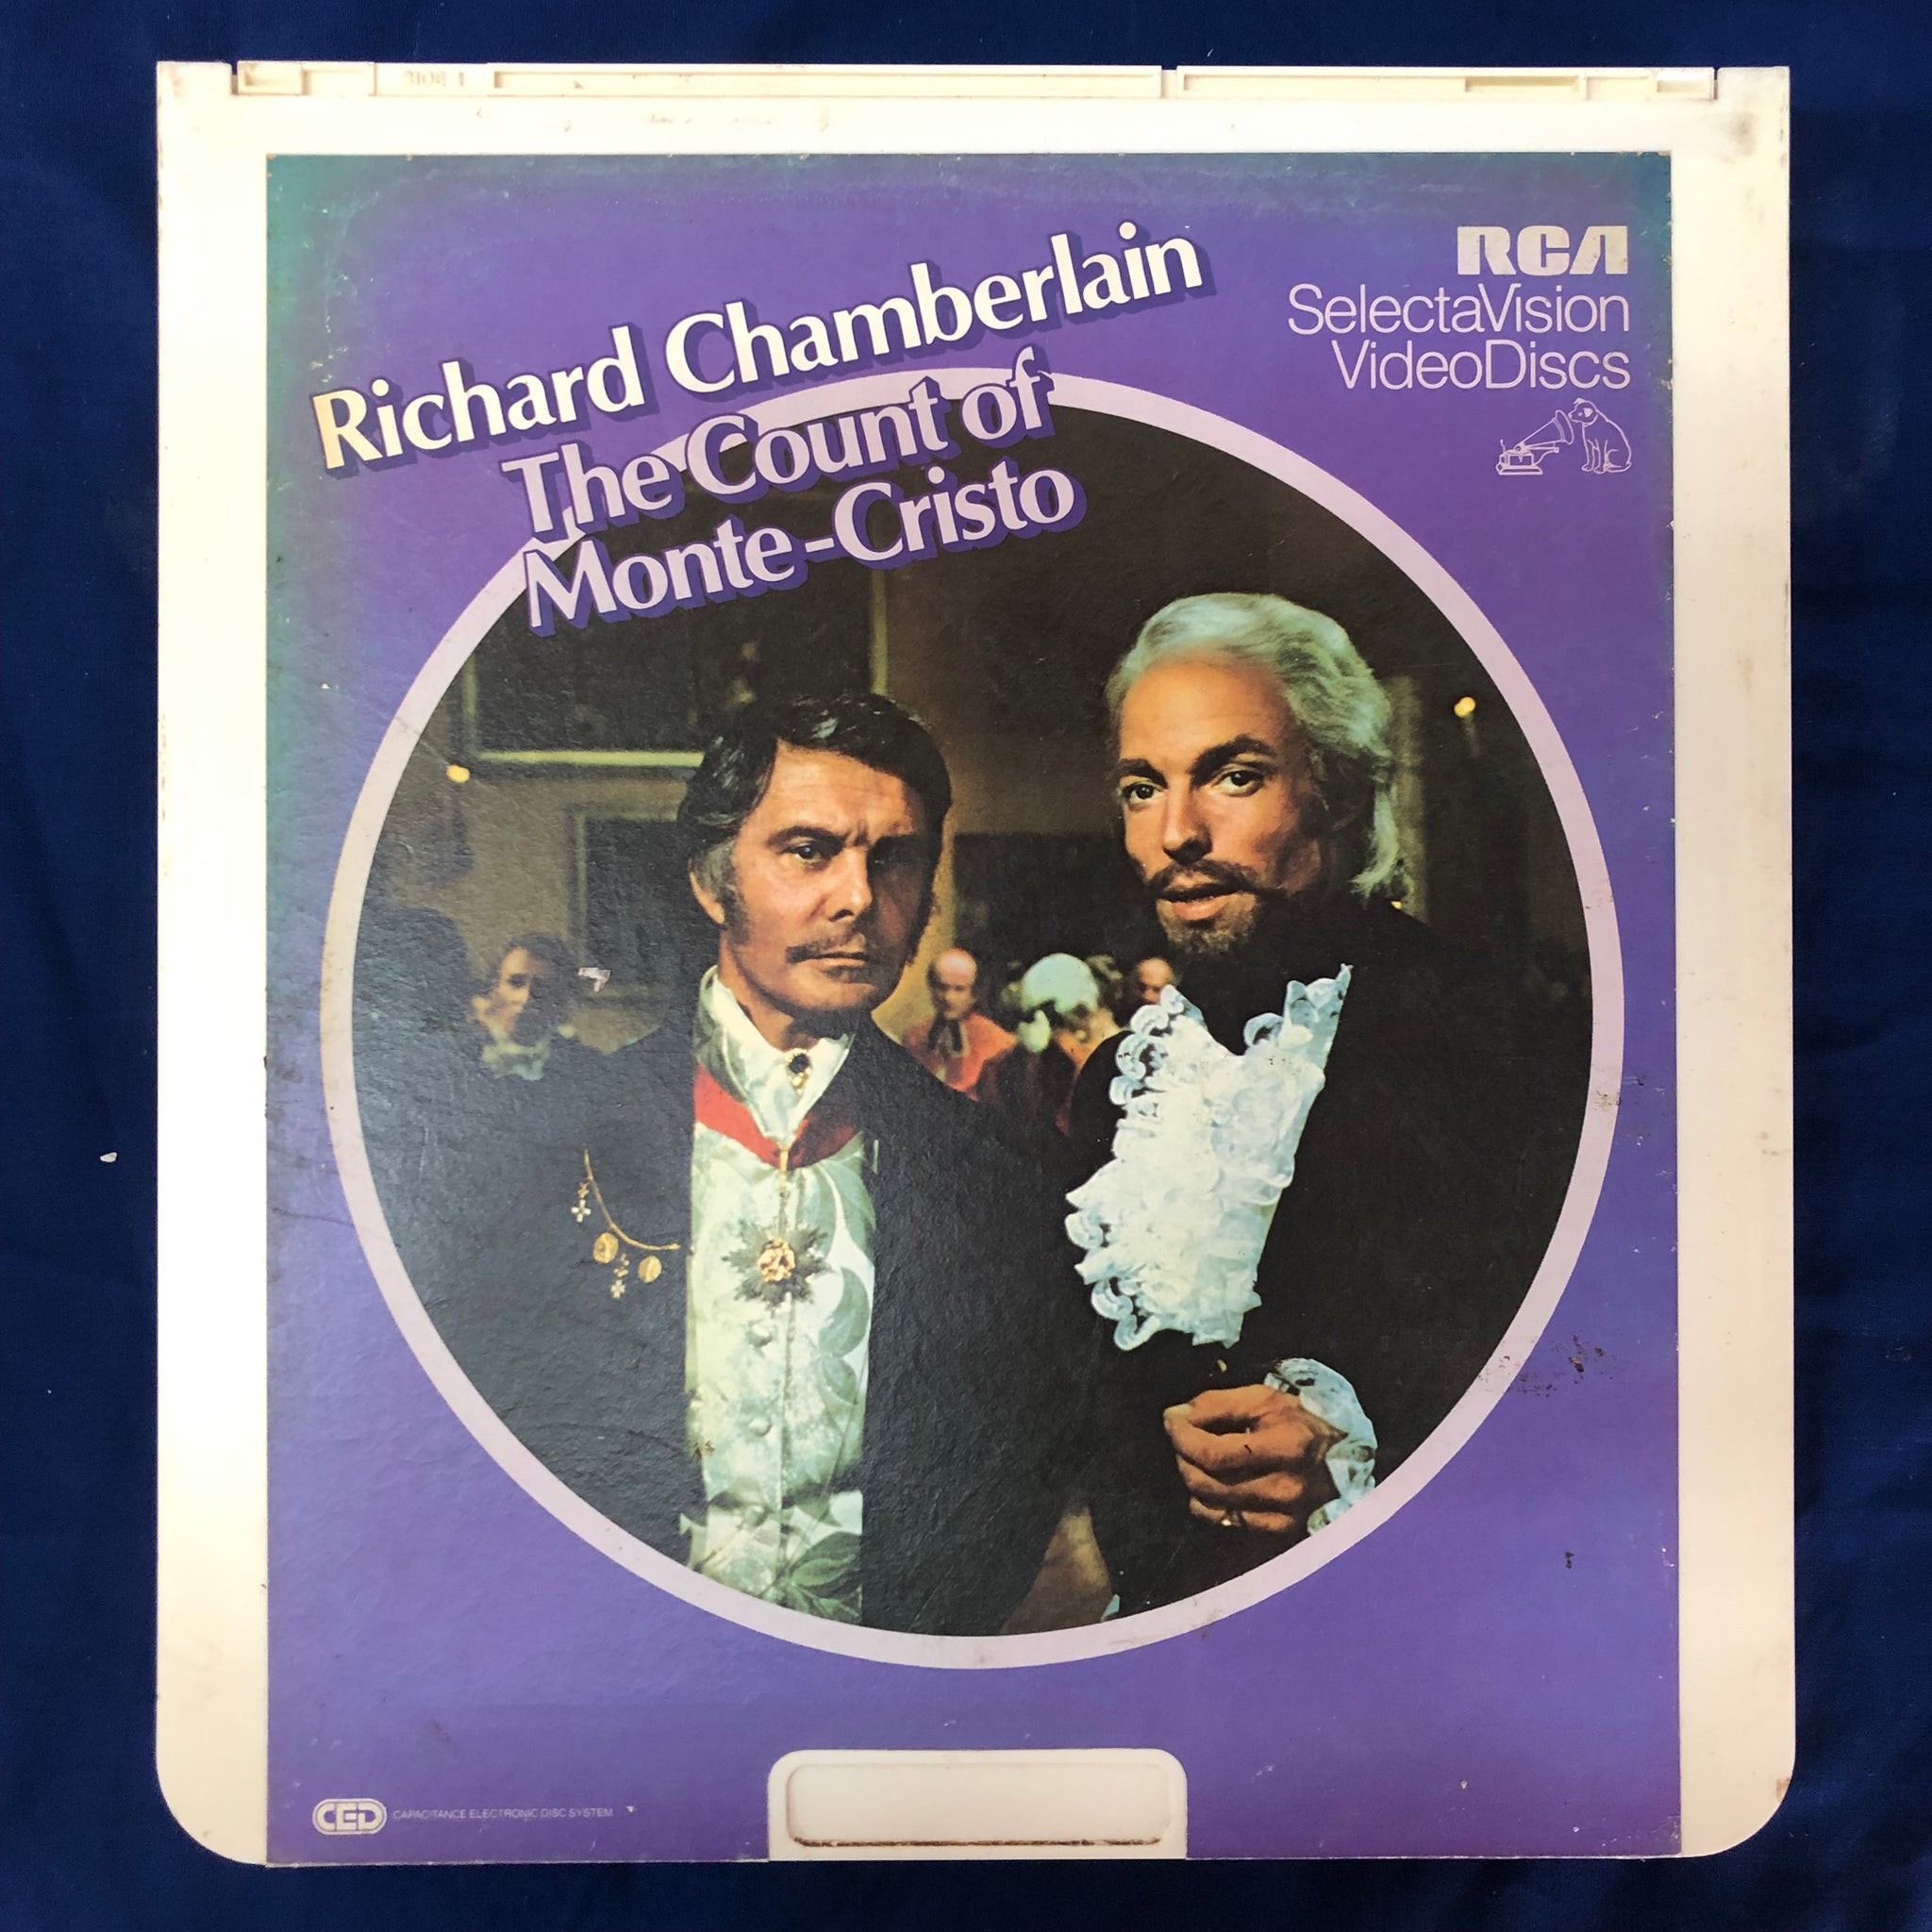 Richard Chamberlain
The Count of
Monte-Cristo
RCA
SelectaVision
VideoDiscs
CED CAPACITANCE ELECTRONIC DISC SYSTEM